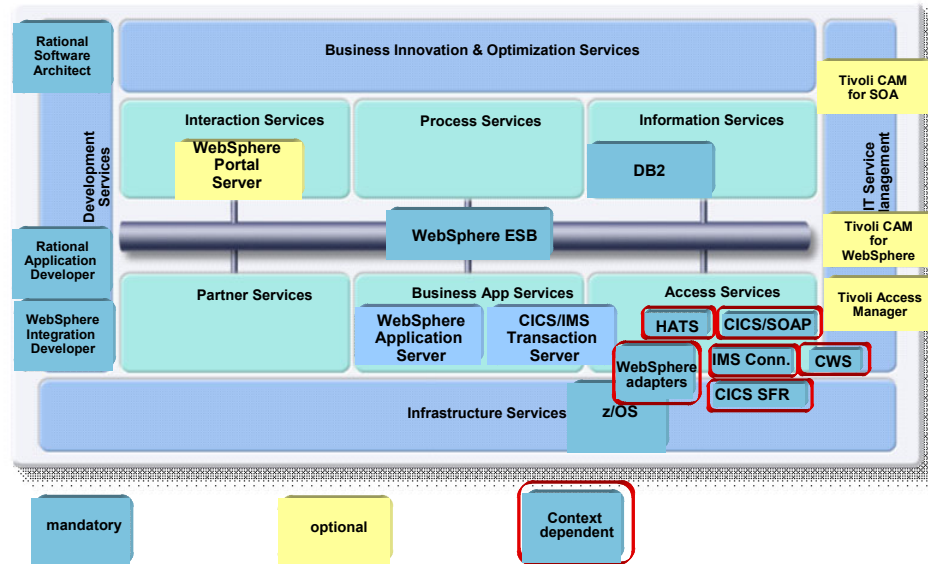 Rational
Software
Architect
Business Innovation & Optimization Services
Tivoli CAM
for SOA
Development
Services
Interaction Services
WebSphere
Portal
Server
Process Services
Information Services
DB2
IT Service
Management
WebSphere ESB
Rational
Application
Developer
Tivoli CAM
for
WebSphere
WebSphere
Integration
Developer
Partner Services
Business App Services
WebSphere
Application
Server
CICS/IMS
Transaction
Server
Access Services
HATS
CICS/SOAP
WebSphere
adapters
IMS Conn.
CWS
CICS SFR
Tivoli Access
Manager
Infrastructure Services
z/OS
mandatory
optional
Context
dependent